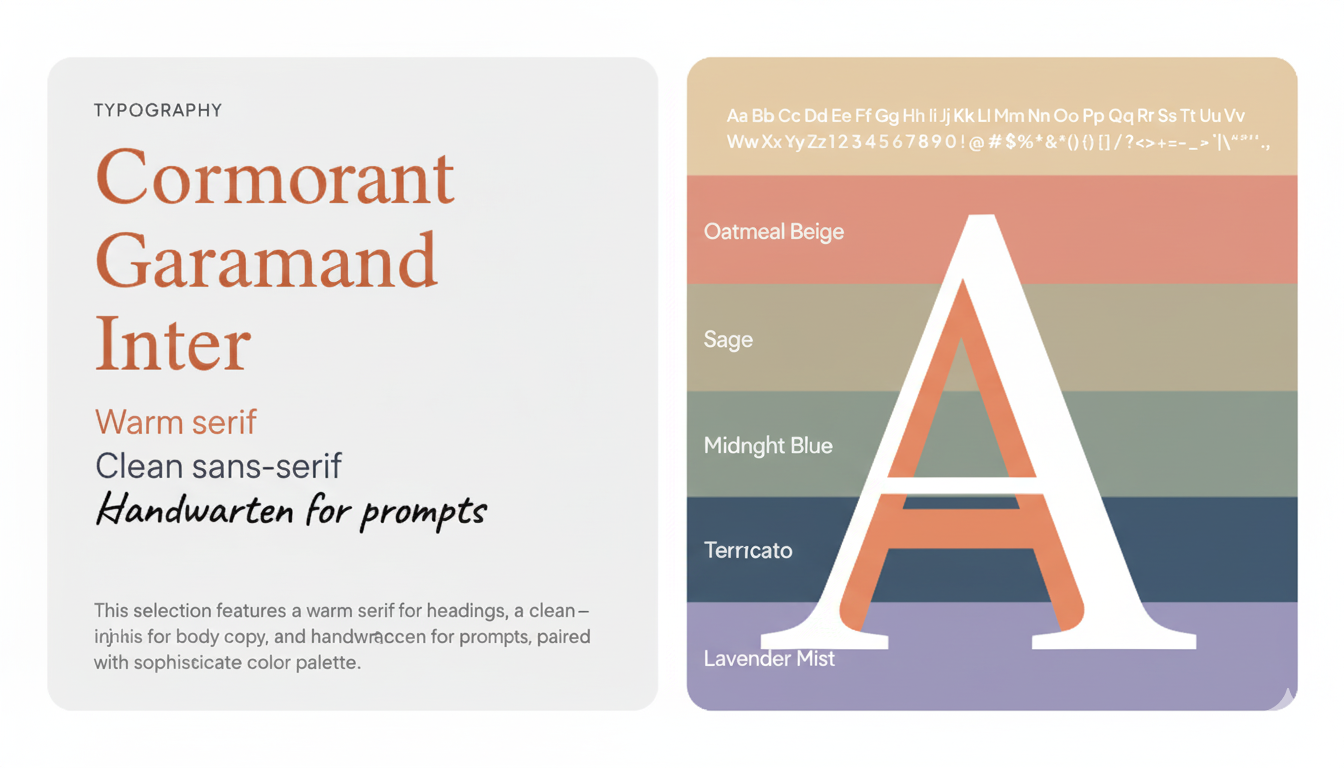 TYPOGRAPHY
Cormorant
Garamand
Inter
Warm serif
Clean sans-serif
Handwarten for prompts
This selection features a warm serif for headings, a clean–
for body copy, and for prompts, paired
with sophisticate color palette.
Aa Bb Cc Dd Ee Ff Gg Hh Ii Jj Kk Ll Mm Nn Oo Pp Qq Rr Ss Tt Uu Vv
Ww Xx Yy Zz 1 2 3 4 5 6 7 8 9 0 ! @ # $ % * & * () {} [] / ? < > + = – _
Oatmeal Beige
Sage
Midnght Blue
Terrıcato
Lavender Mist
A